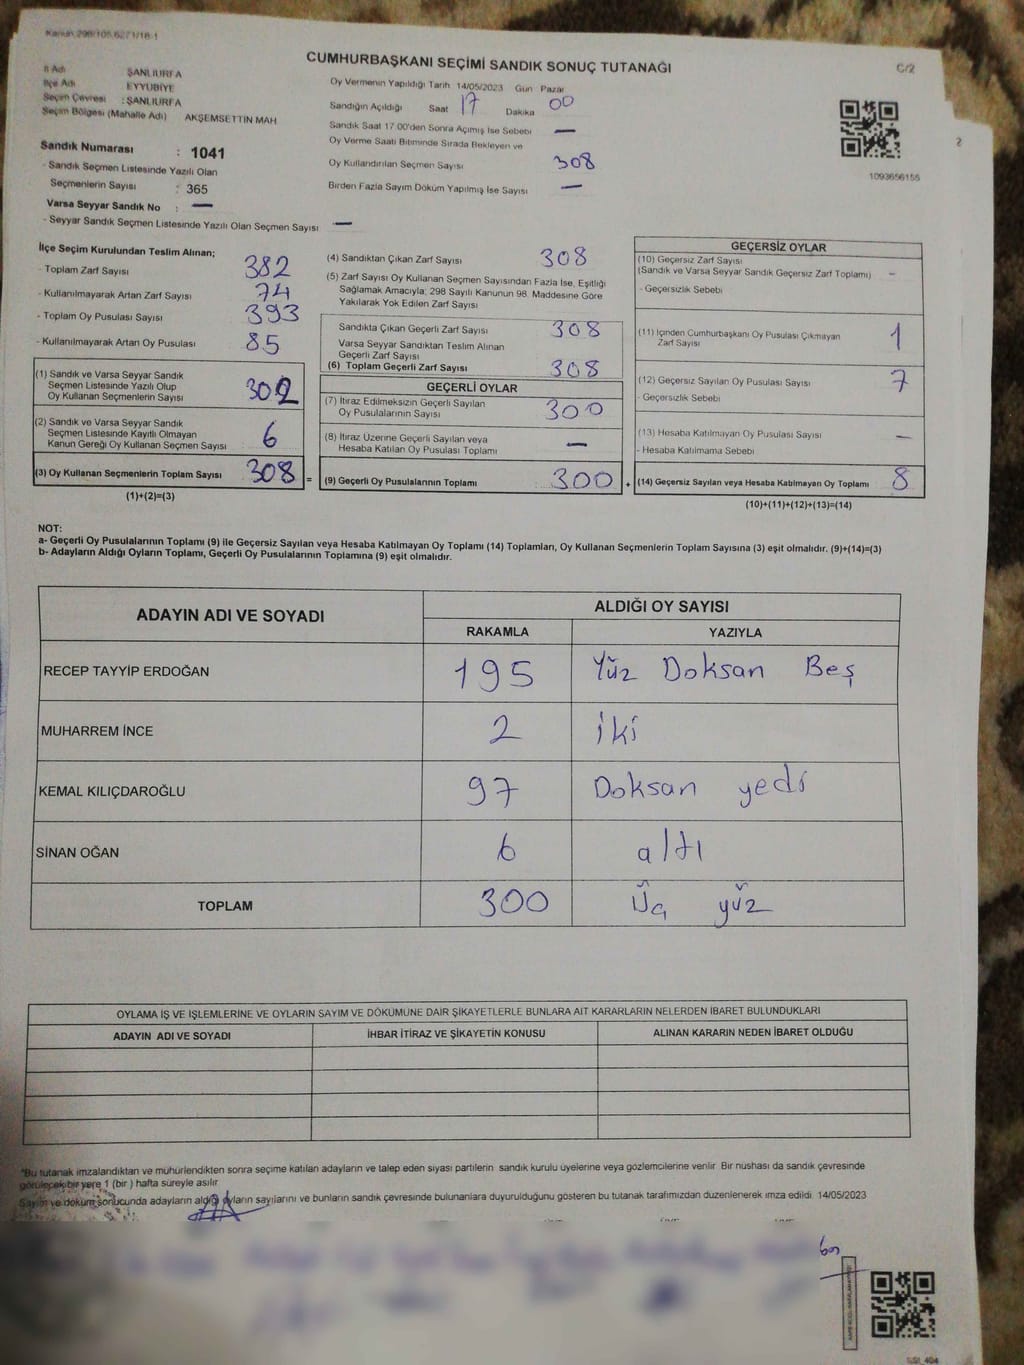 Kanun 298/105.6271/18-1
CUMHURBAŞKANI SEÇİMİ SANDIK SONUÇ TUTANAĞI
C/2
İl Adı ŞANLIURFA
İlçe Adı EYYÜBİYE
Seçim Çevresi : ŞANLIURFA
Seçim Bölgesi (Mahalle Adı) AKŞEMSETTİN MAH
Sandık Numarası : 1041
- Sandık Seçmen Listesinde Yazılı Olan
Seçmenlerin Sayısı : 365
Varsa Seyyar Sandık No : —
- Seyyar Sandık Seçmen Listesinde Yazılı Olan Seçmen Sayısı —
Oy Vermenin Yapıldığı Tarih 14/05/2023 Gün Pazar
Sandığın Açıldığı Saat 17 Dakika 00
Sandık Saat 17.00'den Sonra Açımış İse Sebebi —
Oy Verme Saati Bitiminde Sırada Bekleyen ve
Oy Kullandırılan Seçmen Sayısı 308
Birden Fazla Sayım Döküm Yapılmış İse Sayısı —
2
1093656155
İlçe Seçim Kurulundan Teslim Alınan;
- Toplam Zarf Sayısı 382
- Kullanılmayarak Artan Zarf Sayısı 74
- Toplam Oy Pusulası Sayısı 393
- Kullanılmayarak Artan Oy Pusulası 85
(1) Sandık ve Varsa Seyyar Sandık
Seçmen Listesinde Yazılı Olup
Oy Kullanan Seçmenlerin Sayısı 302
(2) Sandık ve Varsa Seyyar Sandık
Seçmen Listesinde Kayıtlı Olmayan
Kanun Gereği Oy Kullanan Seçmen Sayısı 6
(3) Oy Kullanan Seçmenlerin Toplam Sayısı 308 =
(1)+(2)=(3)
(4) Sandıktan Çıkan Zarf Sayısı 308
(5) Zarf Sayısı Oy Kullanan Seçmen Sayısından Fazla İse, Eşitliği
Sağlamak Amacıyla; 298 Sayılı Kanunun 98. Maddesine Göre
Yakılarak Yok Edilen Zarf Sayısı
Sandıkta Çıkan Geçerli Zarf Sayısı 308
Varsa Seyyar Sandıktan Teslim Alınan
Geçerli Zarf Sayısı
(6) Toplam Geçerli Zarf Sayısı 308
GEÇERLİ OYLAR
(7) İtiraz Edilmeksizin Geçerli Sayılan
Oy Pusulalarının Sayısı 300
(8) İtiraz Üzerine Geçerli Sayılan veya
Hesaba Katılan Oy Pusulası Toplamı —
(9) Geçerli Oy Pusulalarının Toplamı 300 +
GEÇERSİZ OYLAR
(10) Geçersiz Zarf Sayısı
(Sandık ve Varsa Seyyar Sandık Geçersiz Zarf Toplamı) -
- Geçersizlik Sebebi
(11) İçinden Cumhurbaşkanı Oy Pusulası Çıkmayan
Zarf Sayısı 1
(12) Geçersiz Sayılan Oy Pusulası Sayısı 7
- Geçersizlik Sebebi
(13) Hesaba Katılmayan Oy Pusulası Sayısı —
- Hesaba Katılmama Sebebi
(14) Geçersiz Sayılan veya Hesaba Katılmayan Oy Toplamı 8
(10)+(11)+(12)+(13)=(14)
NOT:
a- Geçerli Oy Pusulalarının Toplamı (9) ile Geçersiz Sayılan veya Hesaba Katılmayan Oy Toplamı (14) Toplamları, Oy Kullanan Seçmenlerin Toplam Sayısına (3) eşit olmalıdır. (9)+(14)=(3)
b- Adayların Aldığı Oyların Toplamı, Geçerli Oy Pusulalarının Toplamına (9) eşit olmalıdır.
ADAYIN ADI VE SOYADI ALDIĞI OY SAYISI
RAKAMLA YAZIYLA
RECEP TAYYİP ERDOĞAN 195 Yüz Doksan Beş
MUHARREM İNCE 2 iki
KEMAL KILIÇDAROĞLU 97 Doksan yedi
SİNAN OĞAN 6 altı
TOPLAM 300 Üç yüz
OYLAMA İŞ VE İŞLEMLERİNE VE OYLARIN SAYIM VE DÖKÜMÜNE DAİR ŞİKAYETLERLE BUNLARA AİT KARARLARIN NELERDEN İBARET BULUNDUKLARI
ADAYIN ADI VE SOYADI İHBAR İTİRAZ VE ŞİKAYETİN KONUSU ALINAN KARARIN NEDEN İBARET OLDUĞU
*Bu tutanak imzalandıktan ve mühürlendikten sonra seçime katılan adayların ve talep eden siyasi partilerin sandık kurulu üyelerine veya gözlemcilerine verilir. Bir nüshası da sandık çevresinde
görülecek bir yere 1 (bir) hafta süreyle asılır.
Sayım ve döküm sonucunda adayların aldığı oyların sayılarını ve bunların sandık çevresinde bulunanlara duyurulduğunu gösteren bu tutanak tarafımızdan düzenlenerek imza edildi. 14/05/2023